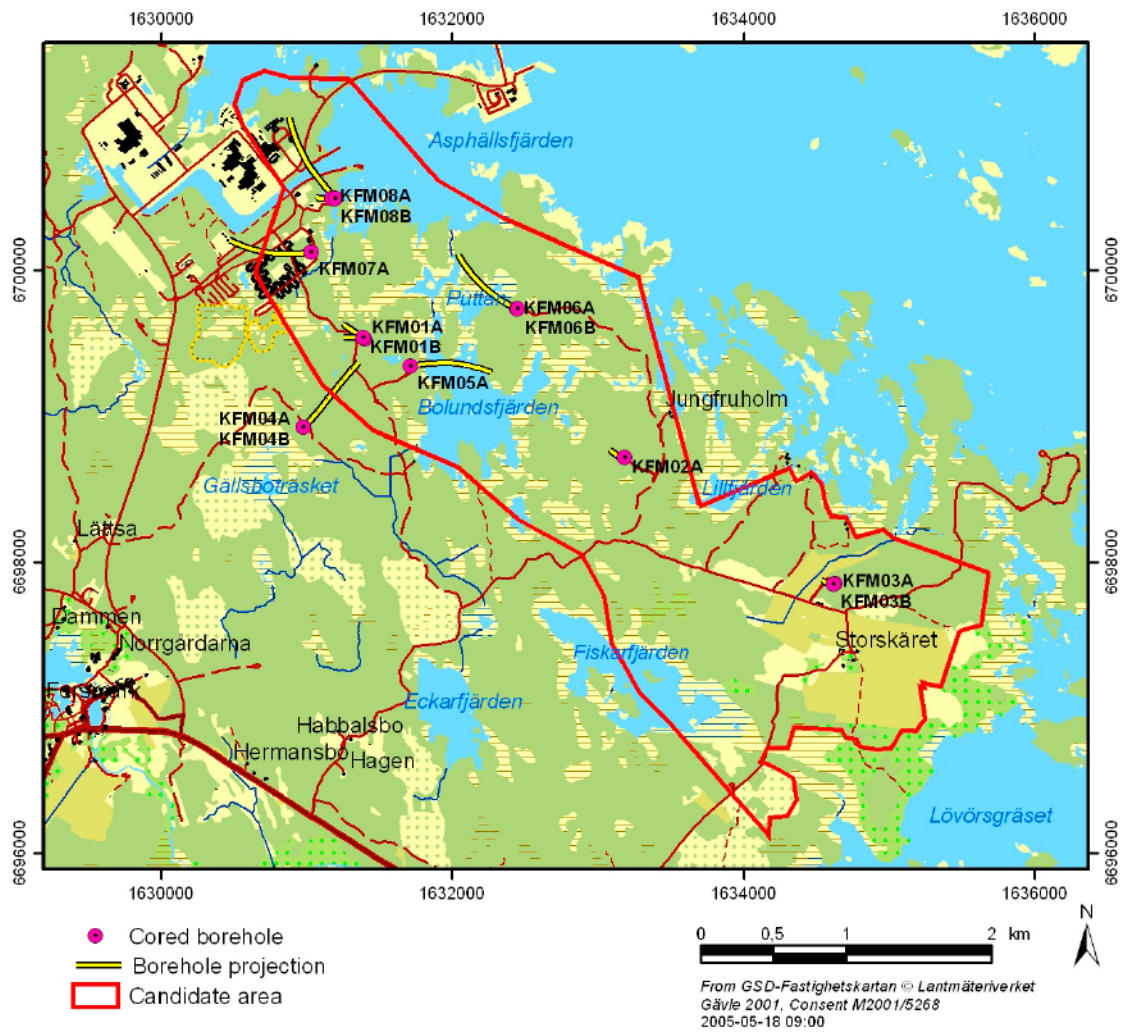 1630000 1632000 1634000 1636000
Asphällsfjärden
KFM08A
KFM08B
6700000
KFM07A
6700000
Puttan
KFM06A
KFM06B
KFM01A
KFM01B
KFM05A
Bolundsfjärden
Jungfruholm
KFM04A
KFM04B
KFM02A
Gällsboträsket
Lillfjärden
Lättsa
6698000
6698000
KFM03A
KFM03B
Dammen
Norrgårdarna
Storskäret
Fiskarfjärden
Forsmark
Eckarfjärden
Habbalsbo
Hermansbo
Hagen
Lövörsgräset
6696000
6696000
1630000 1632000 1634000 1636000
Cored borehole
Borehole projection
Candidate area
0 0,5 1 2 km
N
From GSD-Fastighetskartan © Lantmäteriverket
Gävle 2001, Consent M2001/5268
2005-05-18 09:00